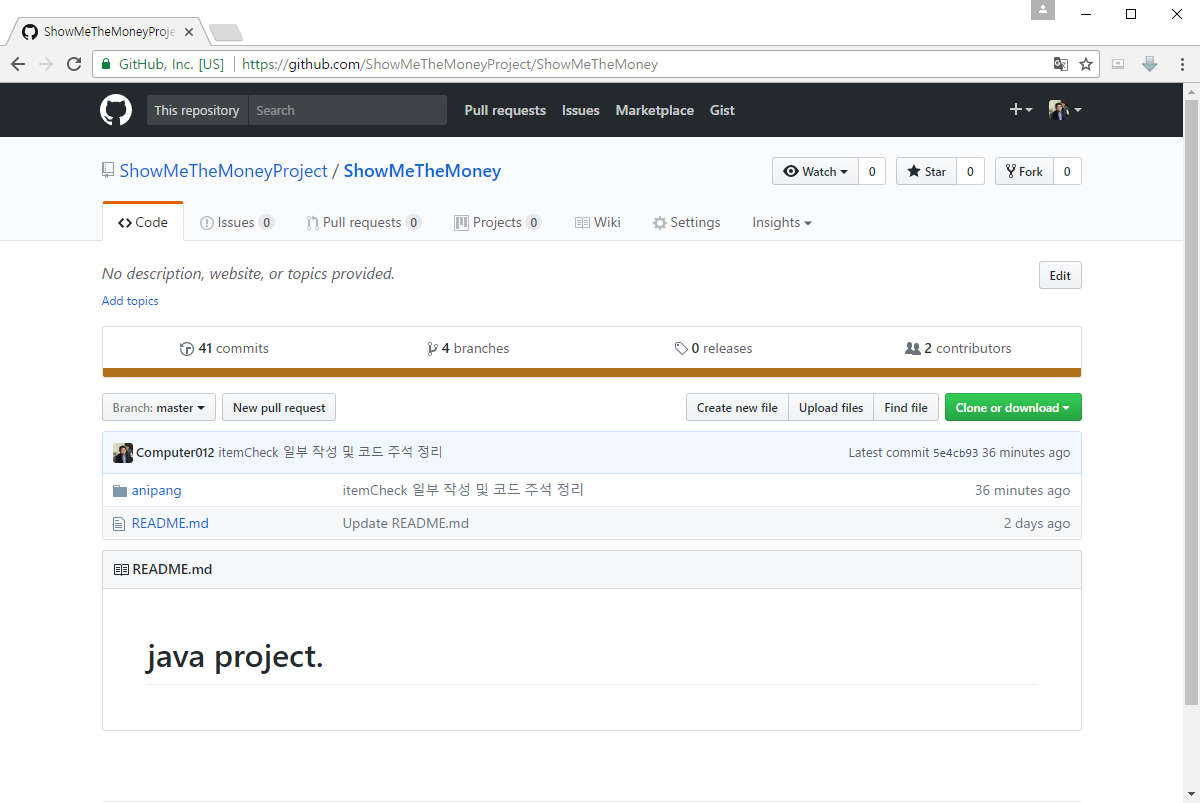 ShowMeTheMoneyProje
GitHub, Inc. [US] https://github.com/ShowMeTheMoneyProject/ShowMeTheMoney
This repository Search Pull requests Issues Marketplace Gist
ShowMeTheMoneyProject / ShowMeTheMoney Watch 0 Star 0 Fork 0
Code Issues 0 Pull requests 0 Projects 0 Wiki Settings Insights
No description, website, or topics provided. Edit
Add topics
41 commits 4 branches 0 releases 2 contributors
Branch: master New pull request Create new file Upload files Find file Clone or download
Computer012 itemCheck 일부 작성 및 코드 주석 정리 Latest commit 5e4cb93 36 minutes ago
anipang itemCheck 일부 작성 및 코드 주석 정리 36 minutes ago
README.md Update README.md 2 days ago
README.md
java project.